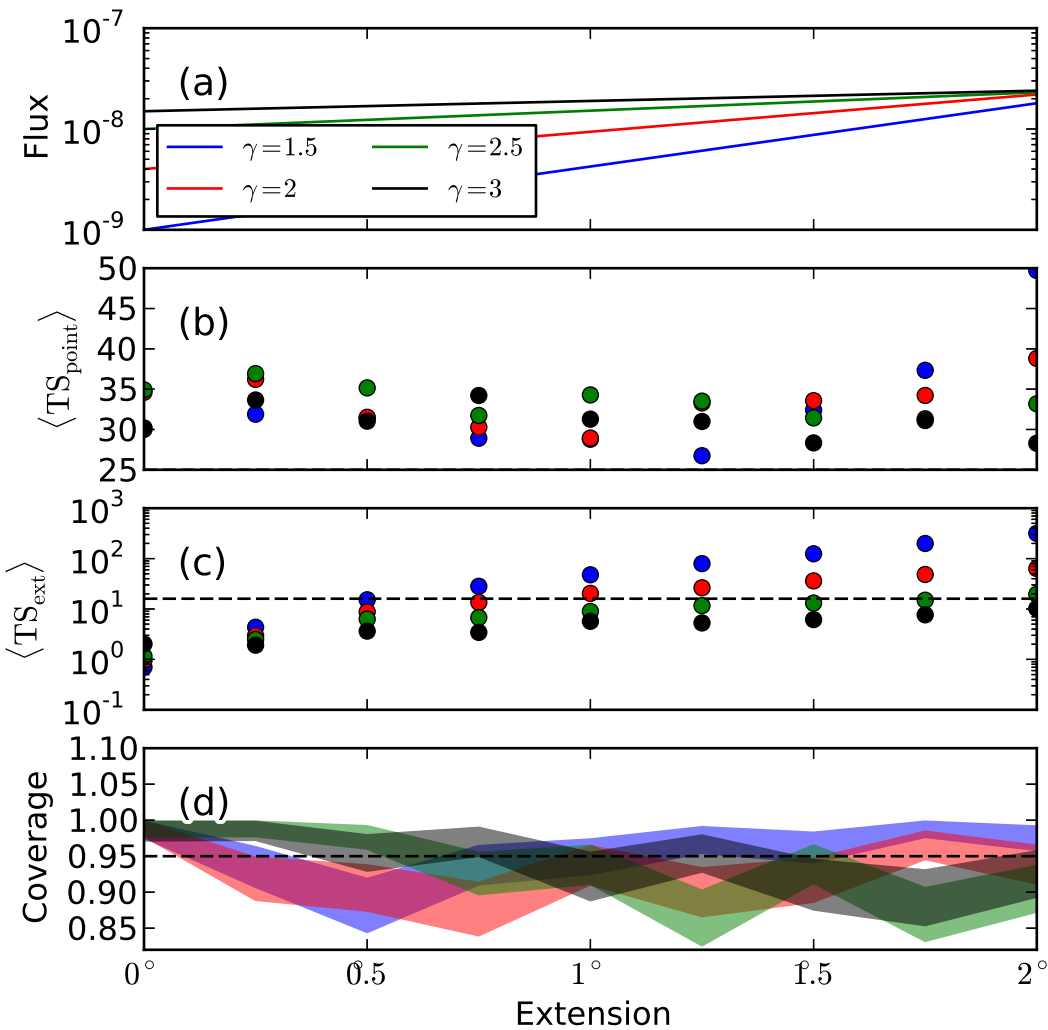 10^-7
(a)
Flux
10^-8
γ=1.5
γ=2.5
γ=2
γ=3
10^-9
50
(b)
45
40
⟨TS_point⟩
35
30
25
10^3
(c)
10^2
⟨TS_ext⟩
10^1
10^0
10^-1
1.10
1.05
(d)
1.00
Coverage
0.95
0.90
0.85
0°
0°.5
1°
1°.5
2°
Extension